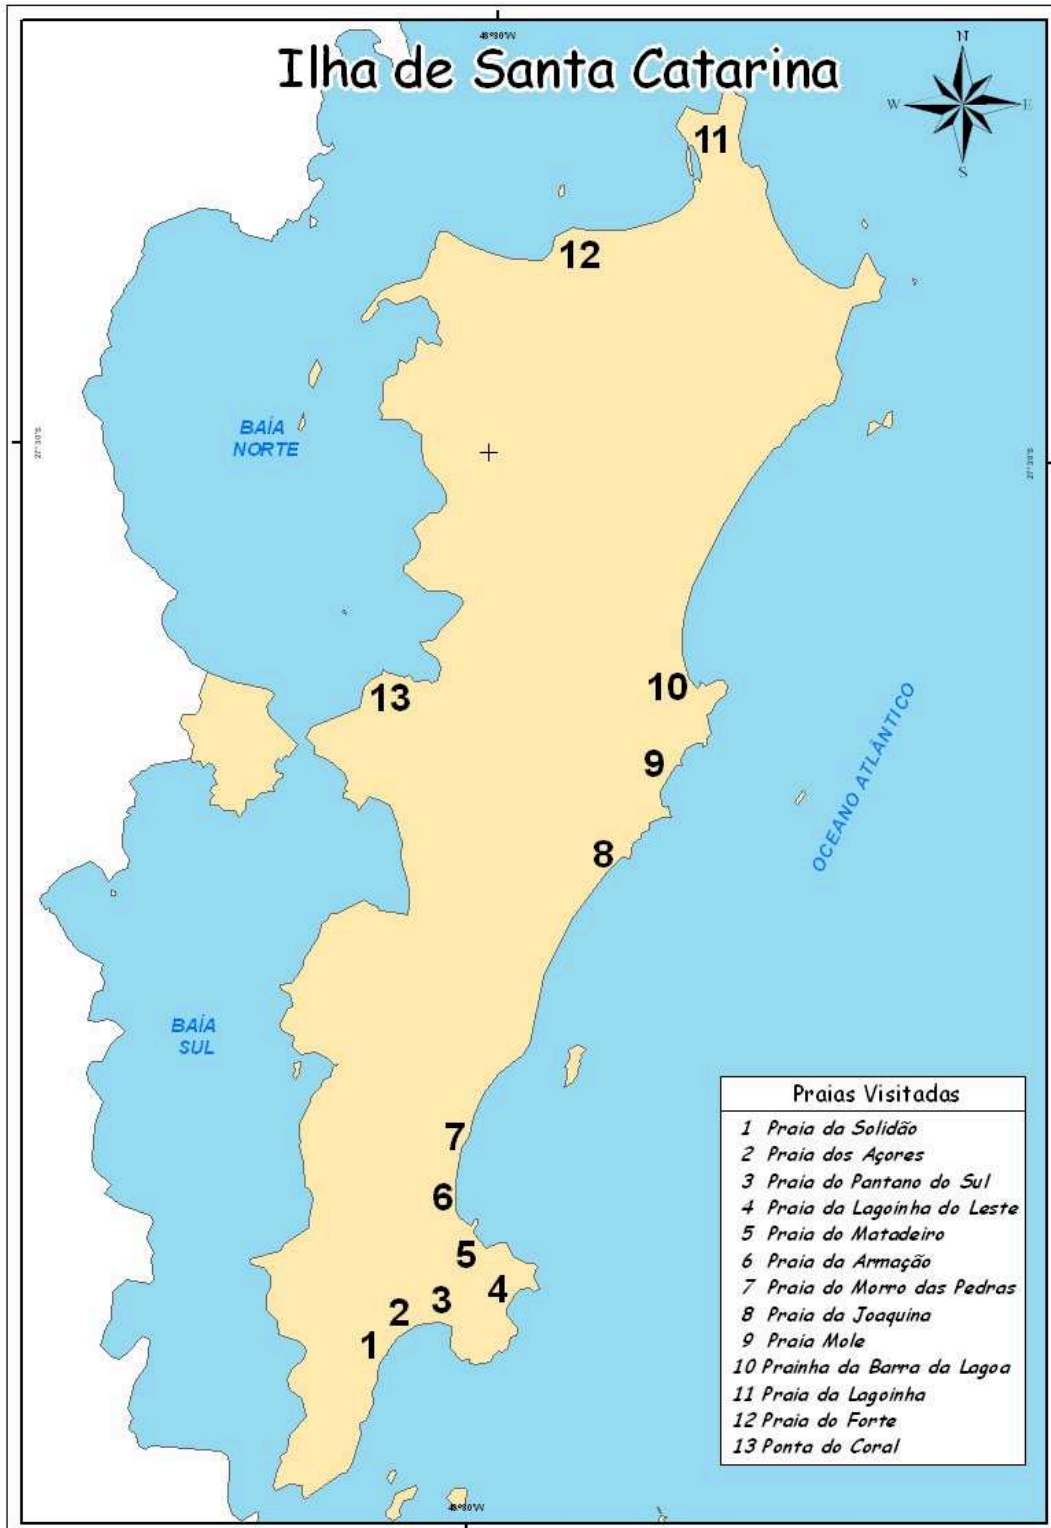 48°30'W
Ilha de Santa Catarina
N
W
E
S
11
12
BAÍA
NORTE
27°30'S
27°30'S
13
10
9
OCEANO ATLÂNTICO
8
BAÍA
SUL
7
6
5
4
3
2
1
Praias Visitadas
1 Praia da Solidão
2 Praia dos Açores
3 Praia do Pantano do Sul
4 Praia da Lagoinha do Leste
5 Praia do Matadeiro
6 Praia da Armação
7 Praia do Morro das Pedras
8 Praia da Joaquina
9 Praia Mole
10 Prainha da Barra da Lagoa
11 Praia da Lagoinha
12 Praia do Forte
13 Ponta do Coral
48°30'W